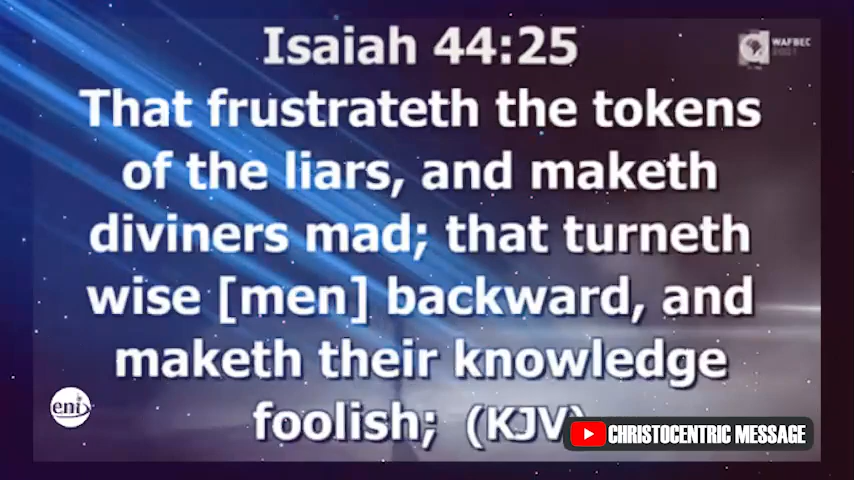 Isaiah 44:25
WAFBEC
That frustrateth the tokens
of the liars, and maketh
diviners mad; that turneth
wise [men] backward, and
maketh their knowledge
foolish; (KJV)
eni
CHRISTOCENTRIC MESSAGE